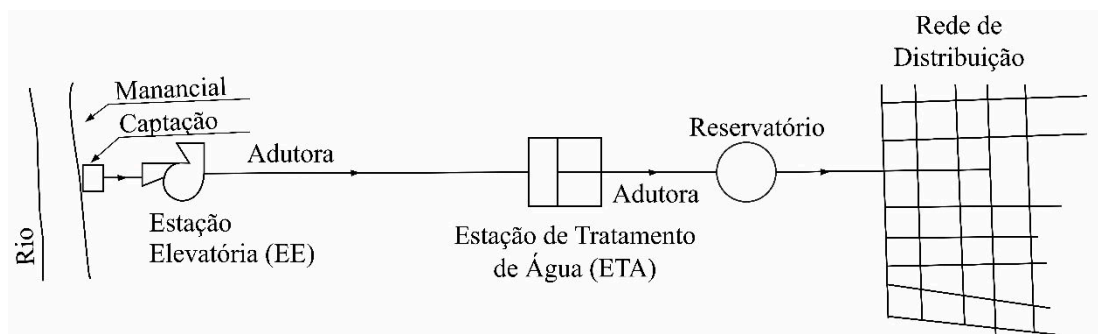 Rede de
Distribuição
Manancial
Captação
Reservatório
Adutora
Adutora
Estação
Elevatória (EE)
Estação de Tratamento
de Água (ETA)
Rio